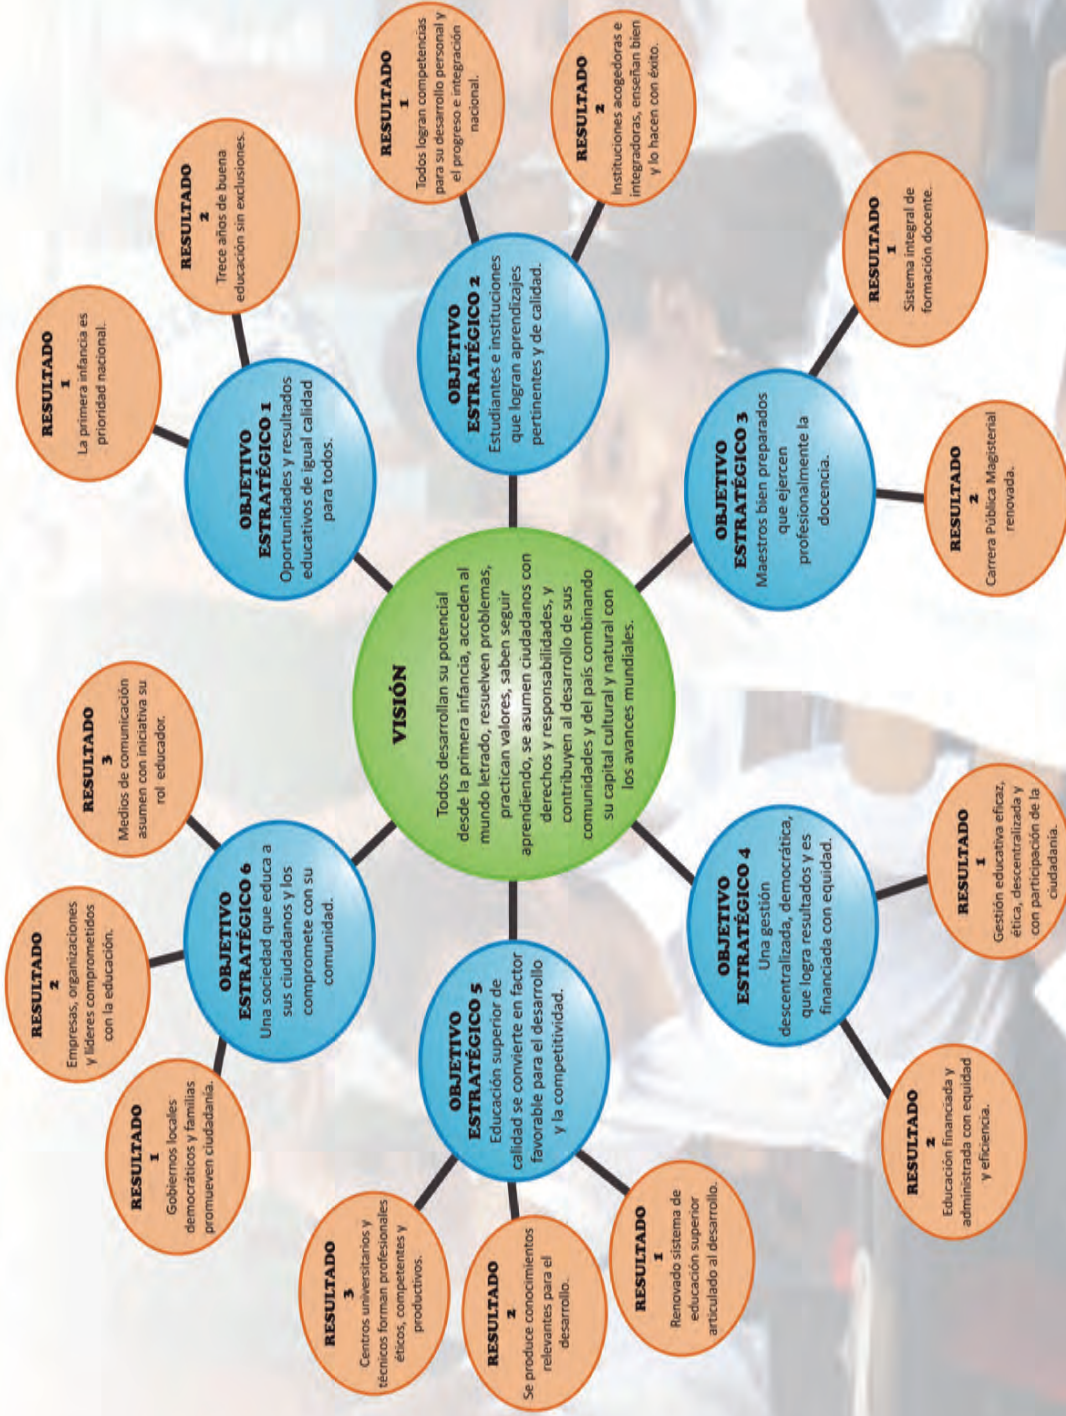 VISIÓN
Todos desarrollan su potencial
desde la primera infancia, acceden al
mundo letrado, resuelven problemas,
practican valores, saben seguir
aprendiendo, se asumen ciudadanos con
derechos y responsabilidades, y
contribuyen al desarrollo de sus
comunidades y del país combinando
su capital cultural y natural con
los avances mundiales.
OBJETIVO
ESTRATÉGICO 1
Oportunidades y resultados
educativos de igual calidad
para todos.
RESULTADO
1
La primera infancia es
prioridad nacional.
RESULTADO
2
Trece años de buena
educación sin exclusiones.
OBJETIVO
ESTRATÉGICO 2
Estudiantes e instituciones
que logran aprendizajes
pertinentes y de calidad.
RESULTADO
1
Todos logran competencias
para su desarrollo personal y
el progreso e integración
nacional.
RESULTADO
2
Instituciones acogedoras e
integradoras, enseñan bien
y lo hacen con éxito.
OBJETIVO
ESTRATÉGICO 3
Maestros bien preparados
que ejercen
profesionalmente la
docencia.
RESULTADO
1
Sistema integral de
formación docente.
RESULTADO
2
Carrera Pública Magisterial
renovada.
OBJETIVO
ESTRATÉGICO 4
Una gestión
descentralizada, democrática,
que logra resultados y es
financiada con equidad.
RESULTADO
1
Gestión educativa eficaz,
ética, descentralizada y
con participación de la
ciudadanía.
RESULTADO
2
Educación financiada y
administrada con equidad
y eficiencia.
OBJETIVO
ESTRATÉGICO 5
Educación superior de
calidad se convierte en factor
favorable para el desarrollo
y la competitividad.
RESULTADO
1
Renovado sistema de
educación superior
articulado al desarrollo.
RESULTADO
2
Se produce conocimientos
relevantes para el
desarrollo.
RESULTADO
3
Centros universitarios y
técnicos forman profesionales
éticos, competentes y
productivos.
OBJETIVO
ESTRATÉGICO 6
Una sociedad que educa a
sus ciudadanos y los
compromete con su
comunidad.
RESULTADO
1
Gobiernos locales
democráticos y familias
promueven ciudadanía.
RESULTADO
2
Empresas, organizaciones
y líderes comprometidos
con la educación.
RESULTADO
3
Medios de comunicación
asumen con iniciativa su
rol educador.